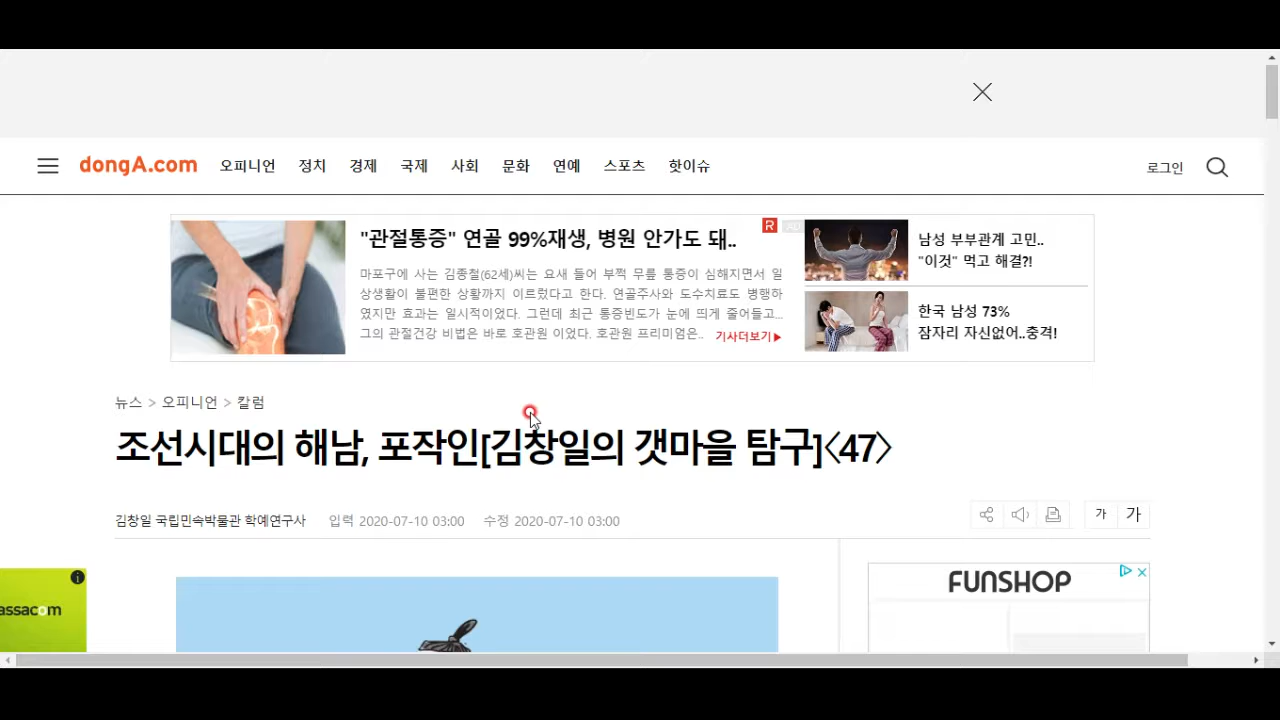 dongA.com 오피니언 정치 경제 국제 사회 문화 연예 스포츠 핫이슈 로그인
"관절통증" 연골 99%재생, 병원 안가도 돼..
R AD
마포구에 사는 김종철(62세)씨는 요새 들어 부쩍 무릎 통증이 심해지면서 일
상생활이 불편한 상황까지 이르렀다고 한다. 연골주사와 도수치료도 병행하
였지만 효과는 일시적이었다. 그런데 최근 통증빈도가 눈에 띄게 줄어들고...
그의 관절건강 비법은 바로 호관원 이었다. 호관원 프리미엄은.. 기사더보기▶
남성 부부관계 고민..
"이것" 먹고 해결?!
한국 남성 73%
잠자리 자신없어..충격!
뉴스 > 오피니언 > 칼럼
조선시대의 해남, 포작인[김창일의 갯마을 탐구]〈47〉
김창일 국립민속박물관 학예연구사 입력 2020-07-10 03:00 수정 2020-07-10 03:00
가 가
assacom
FUNSHOP